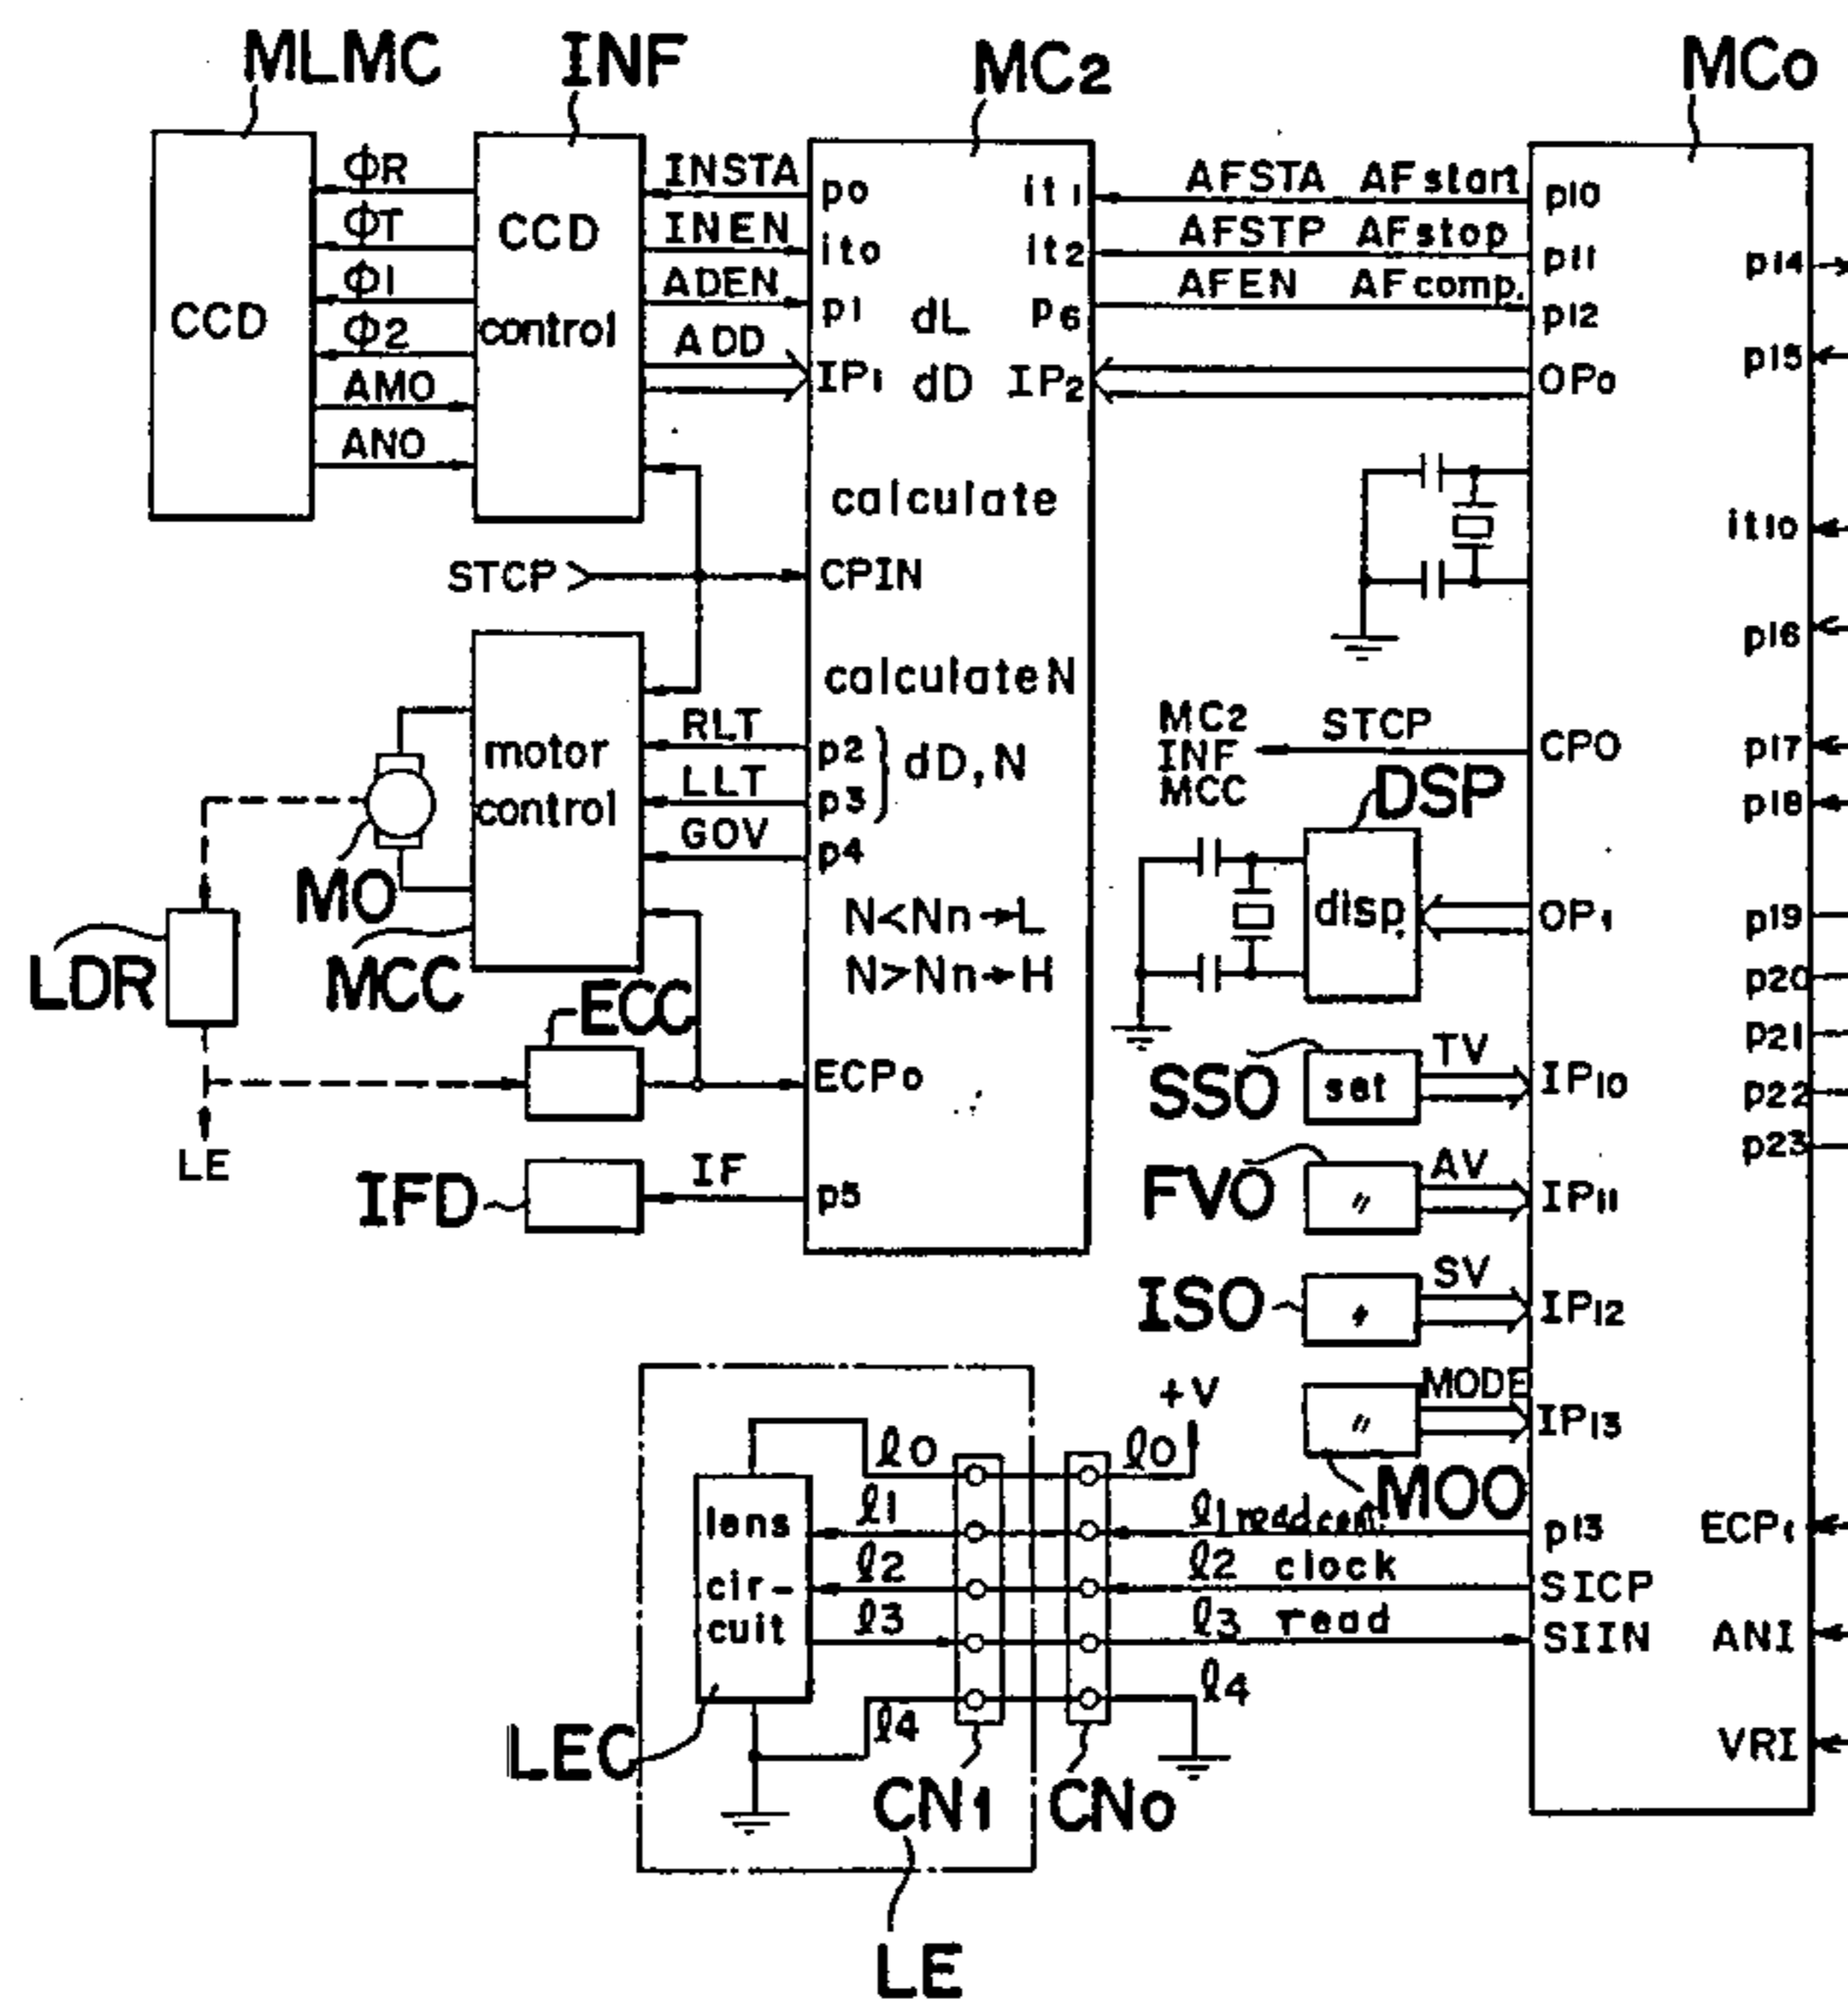 MLMC
INF
MC2
MCo
CCD
ΦR
ΦT
Φ1
Φ2
AMO
ANO
CCD
control
INSTA
INEN
ADEN
ADD
po
ito
p1
IP1
dL
dD
calculate
CPIN
calculate N
it1
it2
p6
IP2
AFSTA AFstart
AFSTP AFstop
AFEN AFcomp.
p10
p11
p12
OPo
p14
p15
it10
p16
p17
p18
p19
p20
p21
p22
p23
STCP
motor
control
RLT
LLT
GOV
p2
p3
p4
dD, N
N<Nn→L
N>Nn→H
MO
MCC
LDR
ECC
ECPo
LE
IFD
IF
p5
MC2
INF
MCC
STCP
CPO
DSP
disp.
OP1
SSO
set
TV
IP10
FVO
〃
AV
IP11
ISO
〃
SV
IP12
MODE
〃
IP13
MOO
+V
ℓ0
ℓ0
lens
cir-
cuit
ℓ1
ℓ2
ℓ3
ℓ4
ℓ1 read
ℓ2 clock
ℓ3 read
ℓ4
p13
SICP
SIIN
ECP1
ANI
VRI
LEC
CN1
CNo
LE